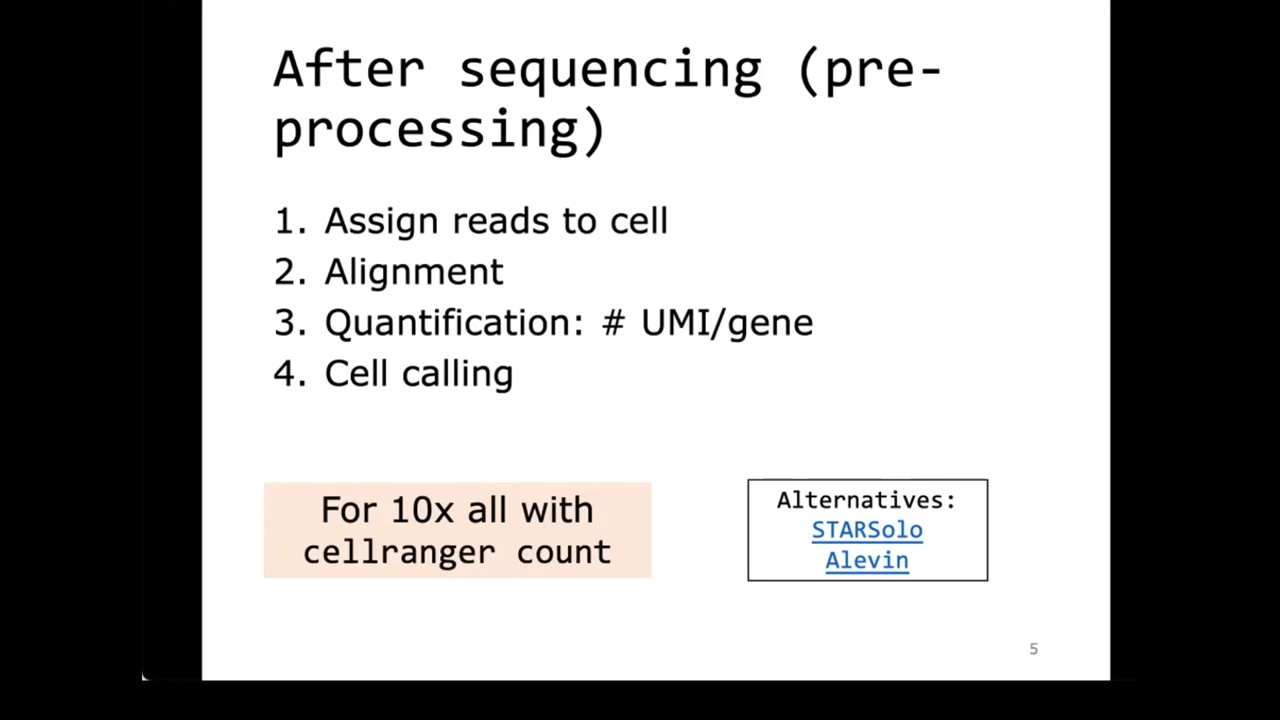 After sequencing (pre-
processing)
1. Assign reads to cell
2. Alignment
3. Quantification: # UMI/gene
4. Cell calling
For 10x all with
cellranger count
Alternatives:
STARSolo
Alevin
5